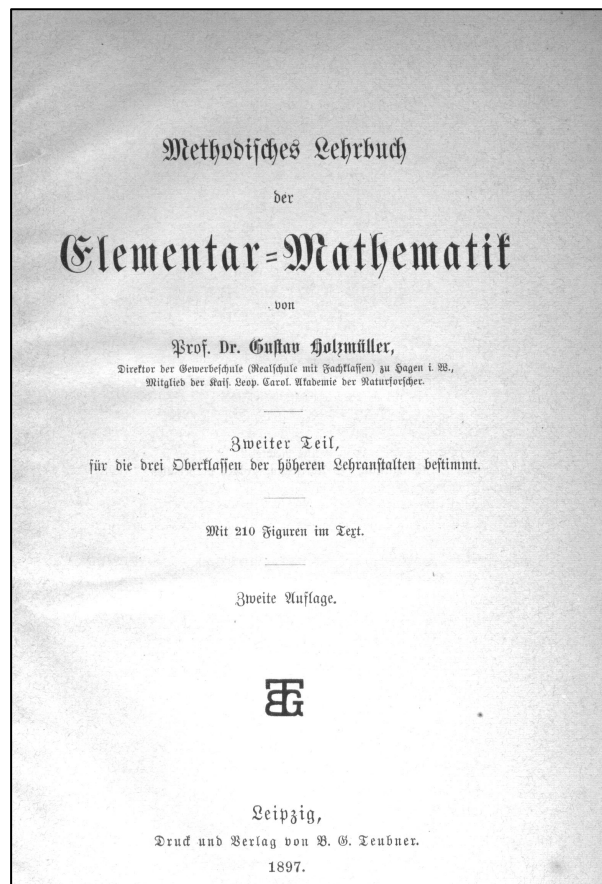 Methodisches Lehrbuch
der
Elementar=Mathematik
von
Prof. Dr. Gustav Holzmüller,
Direktor der Gewerbeschule (Realschule mit Fachklassen) zu Hagen i. W.,
Mitglied der Kais. Leop. Carol. Akademie der Naturforscher.
Zweiter Teil,
für die drei Oberklassen der höheren Lehranstalten bestimmt.
Mit 210 Figuren im Text.
Zweite Auflage.
BTG
Leipzig,
Druck und Verlag von B. G. Teubner.
1897.